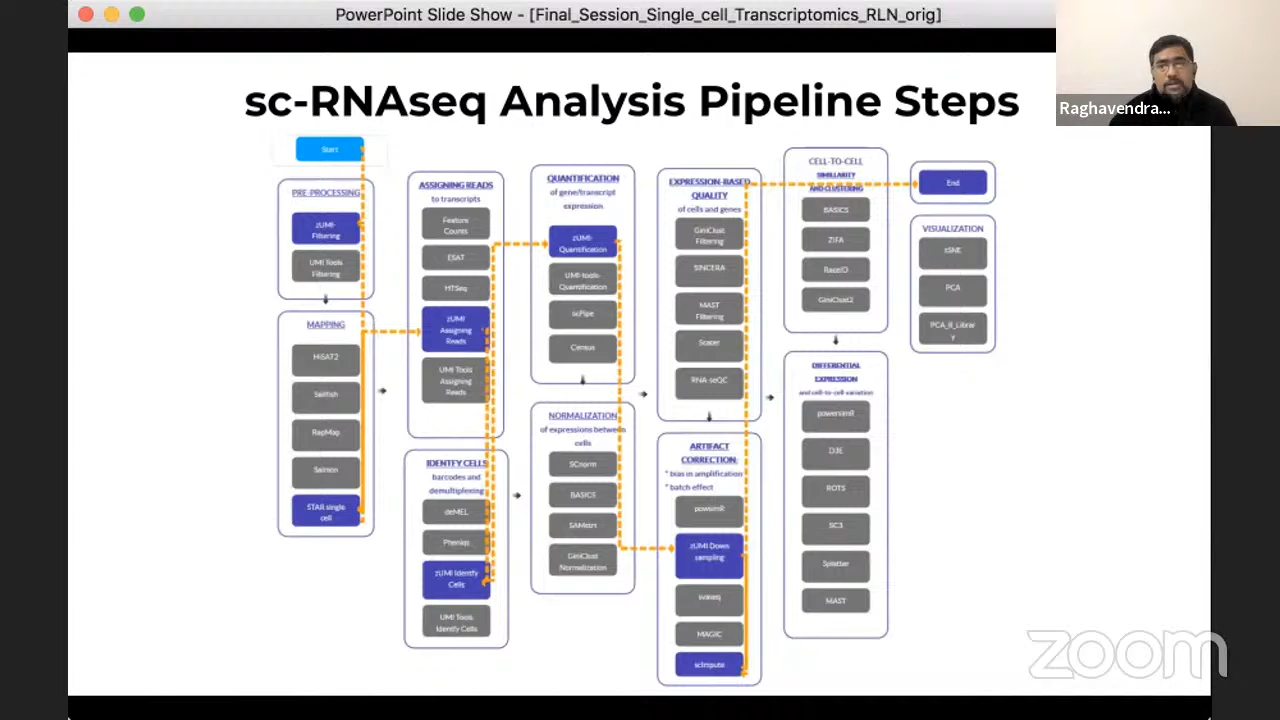 PowerPoint Slide Show - [Final_Session_Single_cell_Transcriptomics_RLN_orig]
Raghavendra...
sc-RNAseq Analysis Pipeline Steps
Start
PRE-PROCESSING
zUMI-
Filtering
UMI Tools
Filtering
MAPPING
HISAT2
Sailfish
RapMap
Salmon
STAR single
cell
ASSIGNING READS
to transcripts
Feature
Counts
ESAT
HTSeq
zUMI
Assigning
Reads
UMI Tools
Assigning
Reads
IDENTIFY CELLS
barcodes and
demultiplexing
deMEL
Pheniqs
zUMI Identify
Cells
UMI Tools
Identify Cells
QUANTIFICATION
of gene/transcript
expression
zUMI-
Quantification
UMI-tools-
Quantification
scPipe
Census
NORMALIZATION
of expressions between
cells
SCnorm
BASICS
SAMstrt
GiniClust
Normalization
EXPRESSION-BASED
QUALITY
of cells and genes
GiniClust
Filtering
SINCERA
MAST
Filtering
Scater
RNA-seQC
ARTIFACT
CORRECTION:
* bias in amplification
* batch effect
powsimR
zUMI Down
sampling
svaseq
MAGIC
scImpute
CELL-TO-CELL
SIMILLARITY
AND CLUSTERING
BASICS
ZIFA
RaceID
GiniClust2
DIFFERENTIAL
EXPRESSION
and cell-to-cell variation
powersimR
D3E
ROTS
SC3
Splatter
MAST
End
VISUALIZATION
tSNE
PCA
PCA_R_Librar
y
zoom